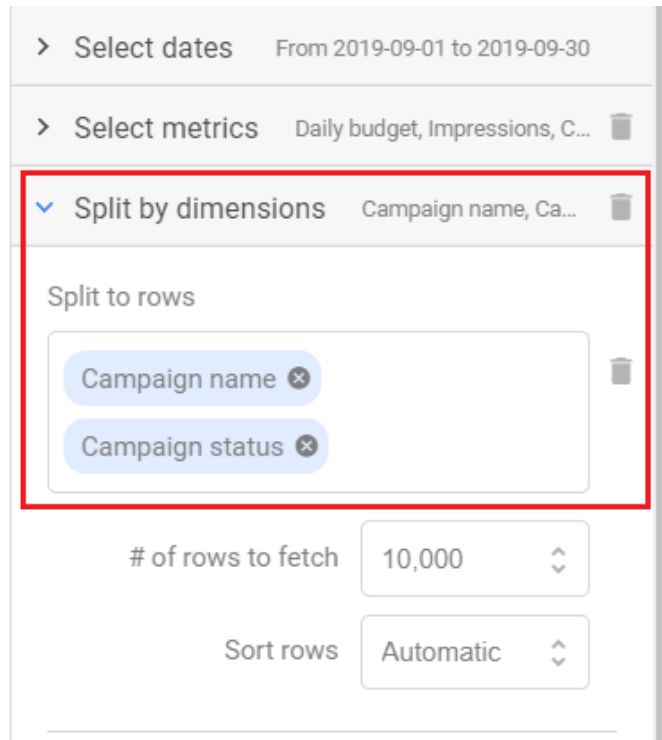 Select dates From 2019-09-01 to 2019-09-30
Select metrics Daily budget, Impressions, C...
Split by dimensions Campaign name, Ca...
Split to rows
Campaign name
Campaign status
# of rows to fetch 10,000
Sort rows Automatic